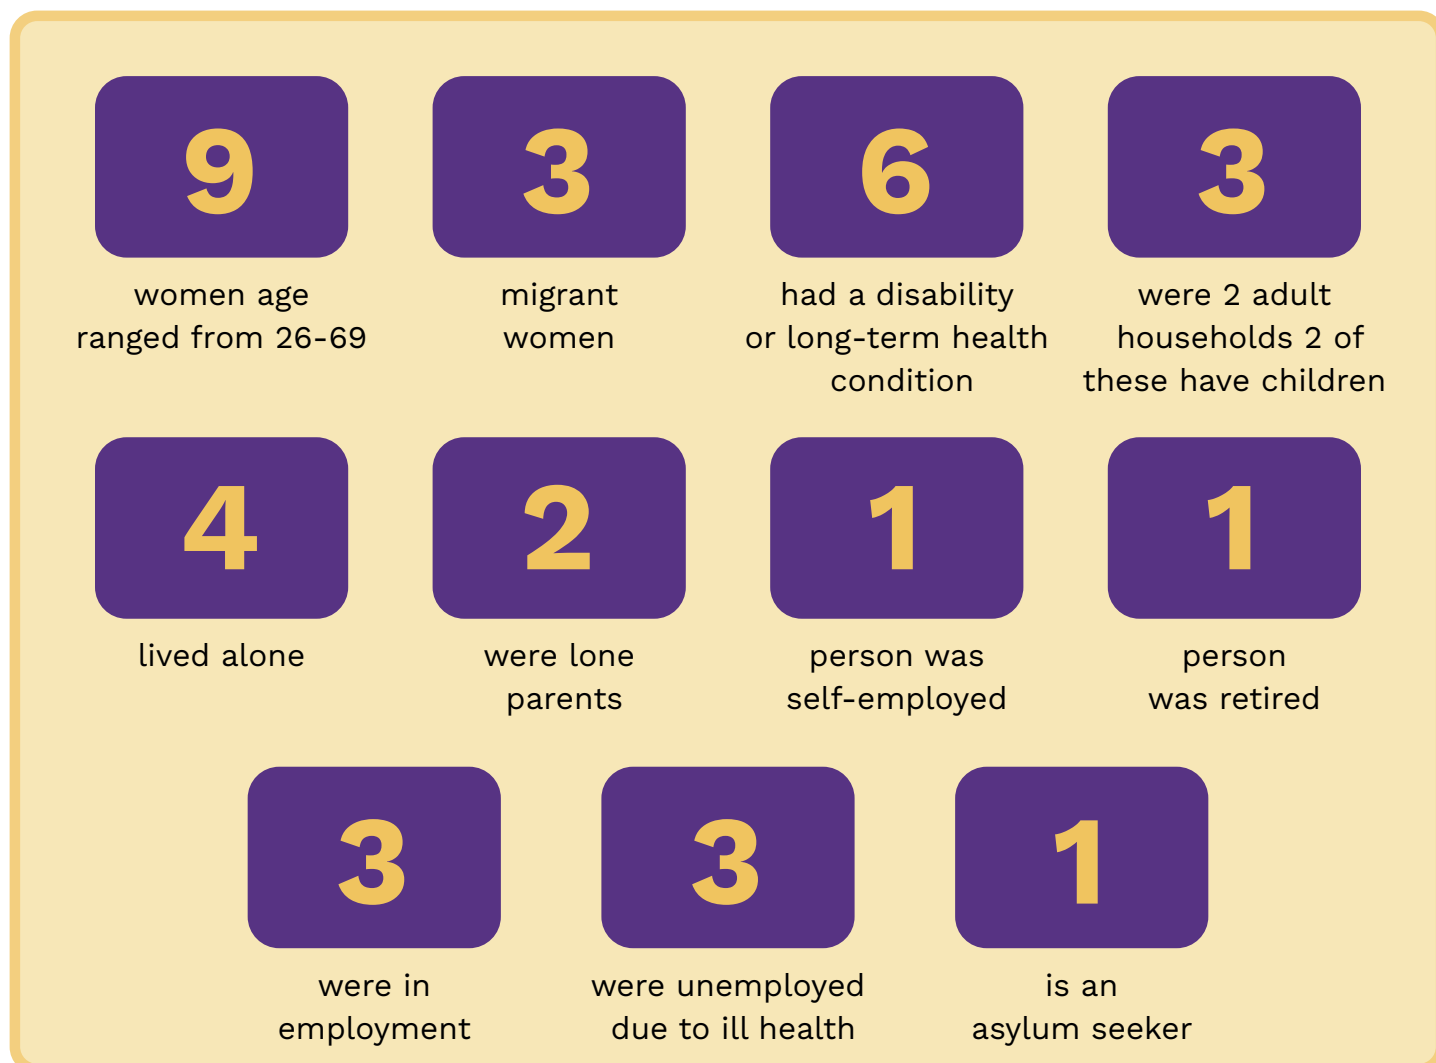 9
women age
ranged from 26-69
3
migrant
women
6
had a disability
or long-term health
condition
3
were 2 adult
households 2 of
these have children
4
lived alone
2
were lone
parents
1
person was
self-employed
1
person
was retired
3
were in
employment
3
were unemployed
due to ill health
1
is an
asylum seeker